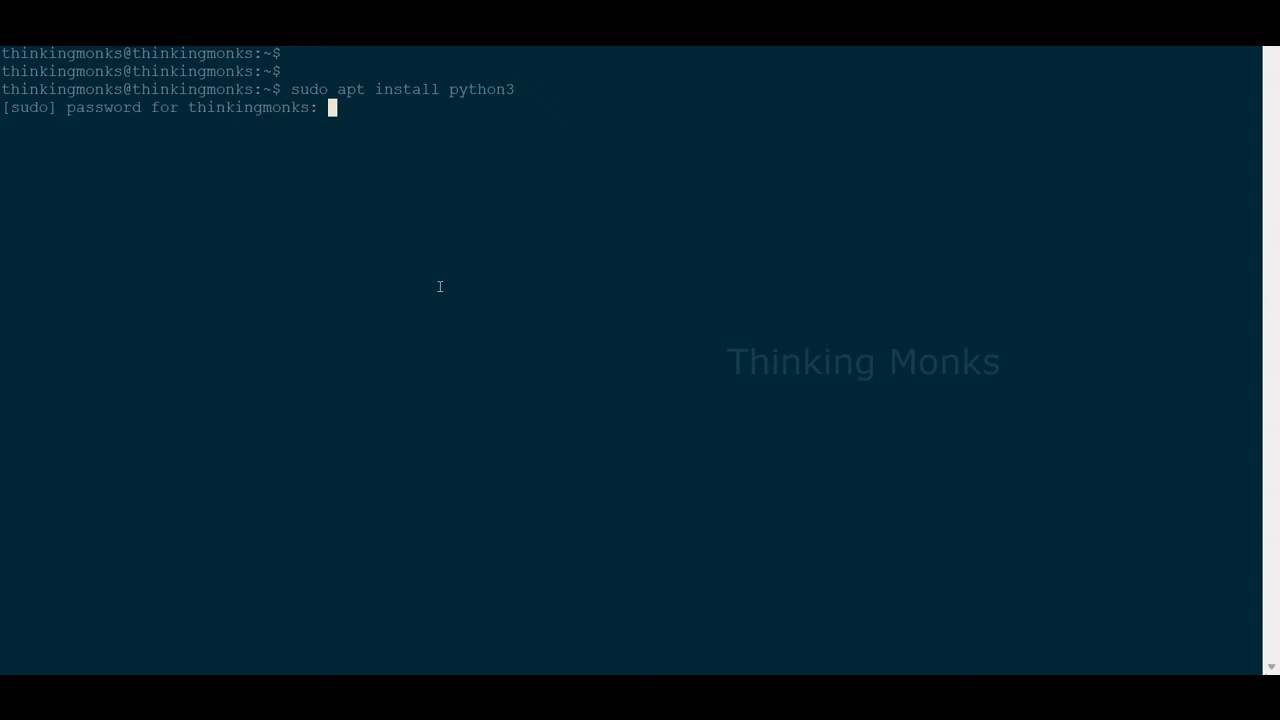 thinkingmonks@thinkingmonks:~$
thinkingmonks@thinkingmonks:~$
thinkingmonks@thinkingmonks:~$ sudo apt install python3
[sudo] password for thinkingmonks:
Thinking Monks